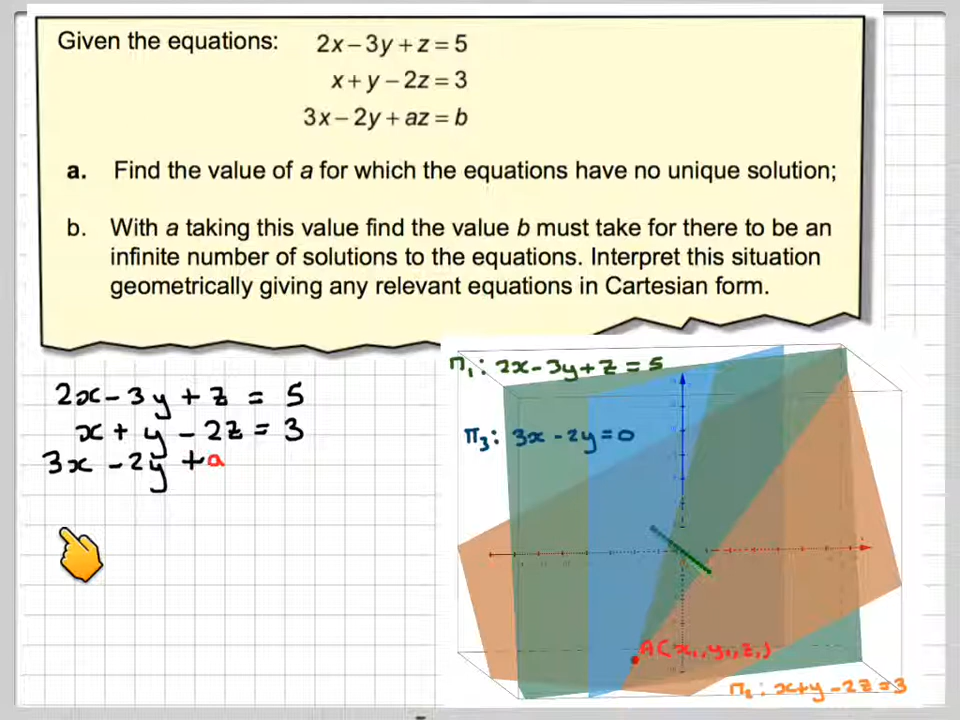 Given the equations: 2x – 3y + z = 5
x + y – 2z = 3
3x – 2y + az = b
a. Find the value of a for which the equations have no unique solution;
b. With a taking this value find the value b must take for there to be an
infinite number of solutions to the equations. Interpret this situation
geometrically giving any relevant equations in Cartesian form.
2x – 3y + z = 5
x + y – 2z = 3
3x – 2y + a
Π₁: 2x – 3y + z = 5
Π₃: 3x – 2y = 0
A(x₁, y₁, z₁)
Π₂: x + y – 2z = 3